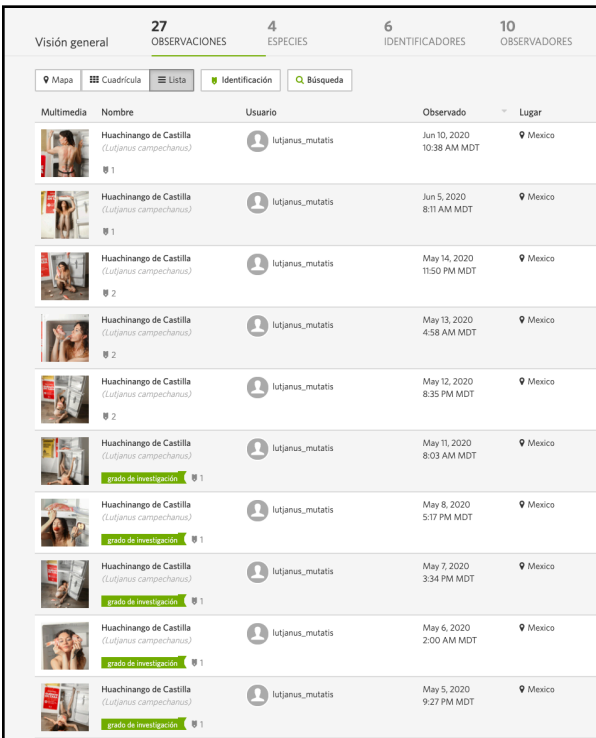 27 4 6 10
Visión general OBSERVACIONES ESPECIES IDENTIFICADORES OBSERVADORES
Mapa Cuadrícula Lista Identificación Búsqueda
Multimedia Nombre Usuario Observado Lugar
Huachinango de Castilla lutjanus_mutatis Jun 10, 2020 Mexico
(Lutjanus campechanus) 10:38 AM MDT
1
Huachinango de Castilla lutjanus_mutatis Jun 5, 2020 Mexico
(Lutjanus campechanus) 8:11 AM MDT
1
Huachinango de Castilla lutjanus_mutatis May 14, 2020 Mexico
(Lutjanus campechanus) 11:50 PM MDT
2
Huachinango de Castilla lutjanus_mutatis May 13, 2020 Mexico
(Lutjanus campechanus) 4:58 AM MDT
2
Huachinango de Castilla lutjanus_mutatis May 12, 2020 Mexico
(Lutjanus campechanus) 8:35 PM MDT
2
Huachinango de Castilla lutjanus_mutatis May 11, 2020 Mexico
(Lutjanus campechanus) 8:03 AM MDT
grado de investigación 1
Huachinango de Castilla lutjanus_mutatis May 8, 2020 Mexico
(Lutjanus campechanus) 5:17 PM MDT
grado de investigación 1
Huachinango de Castilla lutjanus_mutatis May 7, 2020 Mexico
(Lutjanus campechanus) 3:34 PM MDT
grado de investigación 1
Huachinango de Castilla lutjanus_mutatis May 6, 2020 Mexico
(Lutjanus campechanus) 2:00 AM MDT
grado de investigación 1
Huachinango de Castilla lutjanus_mutatis May 5, 2020 Mexico
(Lutjanus campechanus) 9:27 PM MDT
grado de investigación 1